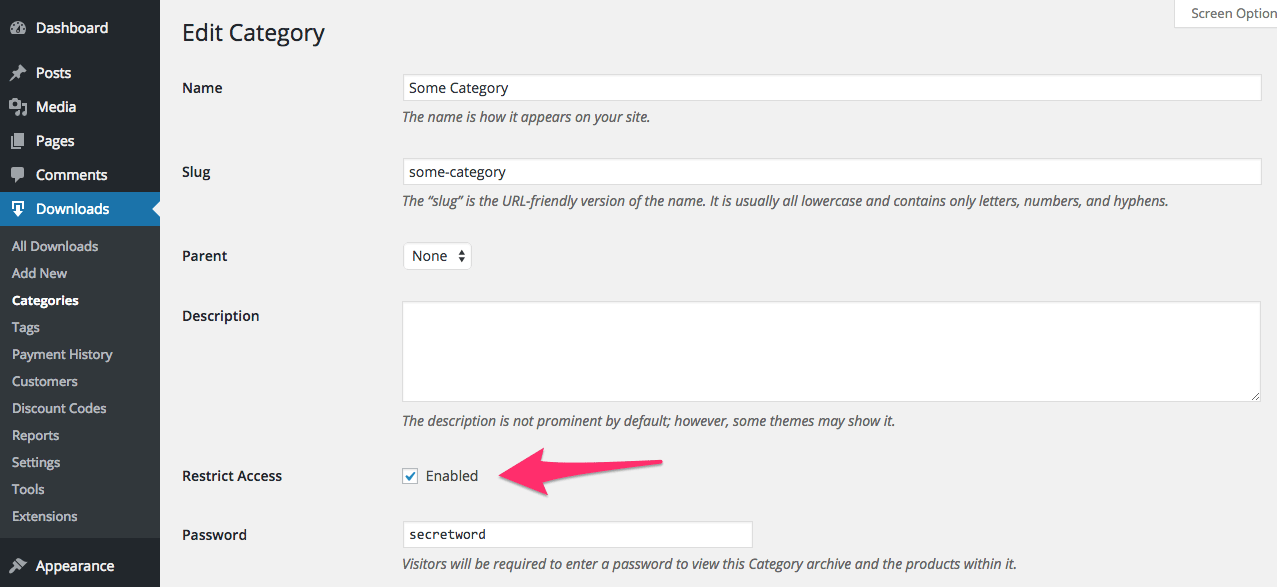 Dashboard
Posts
Media
Pages
Comments
Downloads
All Downloads
Add New
Categories
Tags
Payment History
Customers
Discount Codes
Reports
Settings
Tools
Extensions
Appearance
Screen Option
Edit Category
Name
Some Category
The name is how it appears on your site.
Slug
some-category
The “slug” is the URL-friendly version of the name. It is usually all lowercase and contains only letters, numbers, and hyphens.
Parent
None
Description
The description is not prominent by default; however, some themes may show it.
Restrict Access
Enabled
Password
secretword
Visitors will be required to enter a password to view this Category archive and the products within it.